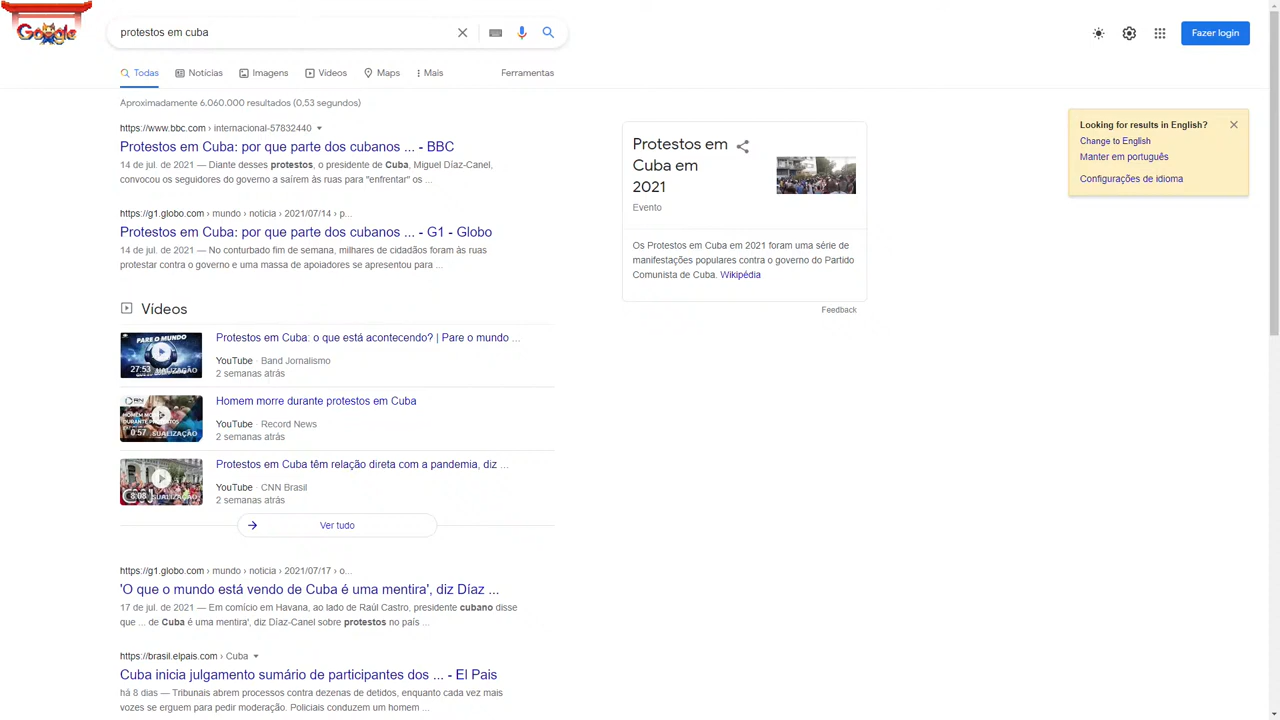 Google
protestos em cuba
Fazer login
Todas
Notícias
Imagens
Vídeos
Maps
Mais
Ferramentas
Aproximadamente 6.060.000 resultados (0,53 segundos)
https://www.bbc.com › internacional-57832440
Protestos em Cuba: por que parte dos cubanos ... - BBC
14 de jul. de 2021 — Diante desses protestos, o presidente de Cuba, Miguel Díaz-Canel,
convocou os seguidores do governo a saírem às ruas para "enfrentar" os ...
https://g1.globo.com › mundo › noticia › 2021/07/14 › p...
Protestos em Cuba: por que parte dos cubanos ... - G1 - Globo
14 de jul. de 2021 — No conturbado fim de semana, milhares de cidadãos foram às ruas
protestar contra o governo e uma massa de apoiadores se apresentou para ...
Vídeos
PARE O MUNDO
27:53
Protestos em Cuba: o que está acontecendo? | Pare o mundo ...
YouTube · Band Jornalismo
2 semanas atrás
0:57
Homem morre durante protestos em Cuba
YouTube · Record News
2 semanas atrás
8:08
Protestos em Cuba têm relação direta com a pandemia, diz ...
YouTube · CNN Brasil
2 semanas atrás
Ver tudo
https://g1.globo.com › mundo › noticia › 2021/07/17 › o...
'O que o mundo está vendo de Cuba é uma mentira', diz Díaz ...
17 de jul. de 2021 — Em comício em Havana, ao lado de Raúl Castro, presidente cubano disse
que ... de Cuba é uma mentira', diz Díaz-Canel sobre protestos no país ...
https://brasil.elpais.com › Cuba
Cuba inicia julgamento sumário de participantes dos ... - El Pais
há 8 dias — Tribunais abrem processos contra dezenas de detidos, enquanto cada vez mais
vozes se erguem para pedir moderação. Policiais conduzem um homem ...
Protestos em
Cuba em
2021
Evento
Os Protestos em Cuba em 2021 foram uma série de
manifestações populares contra o governo do Partido
Comunista de Cuba. Wikipédia
Feedback
Looking for results in English?
Change to English
Manter em português
Configurações de idioma